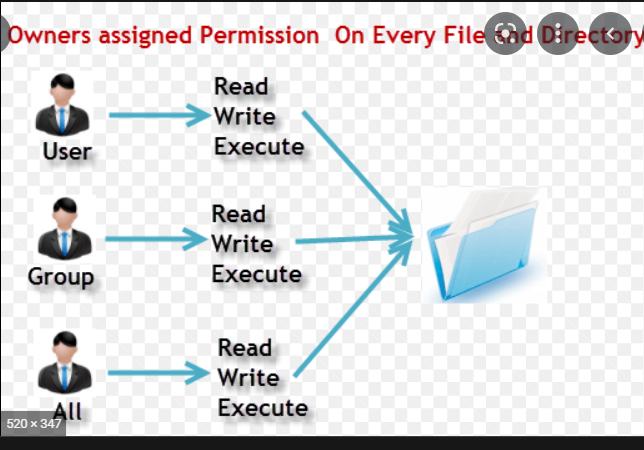 Owners assigned Permission On Every File and Directory
Read
Write
Execute
User
Read
Write
Execute
Group
Read
Write
Execute
All
520 × 347